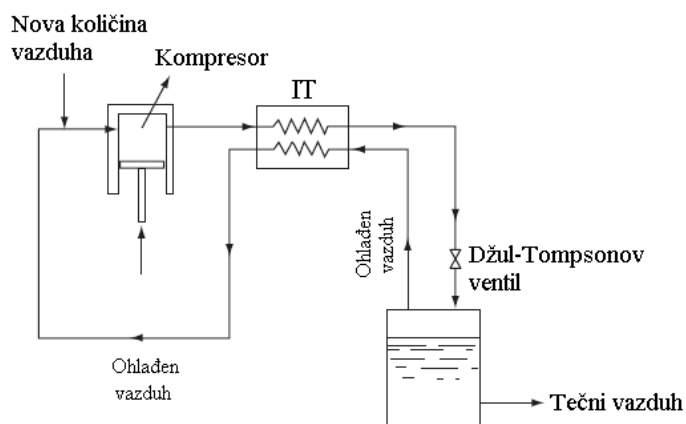 Nova količina
vazduha
Kompresor
IT
Ohlađen
vazduh
Džul-Tompsonov
ventil
Ohlađen
vazduh
Tečni vazduh